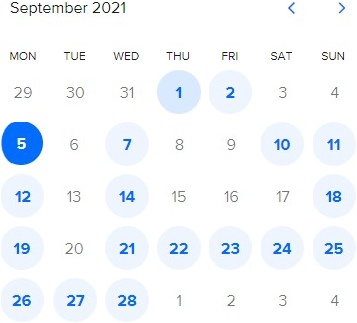 September 2021
MON TUE WED THU FRI SAT SUN
29 30 31 1 2 3 4
5 6 7 8 9 10 11
12 13 14 15 16 17 18
19 20 21 22 23 24 25
26 27 28 1 2 3 4